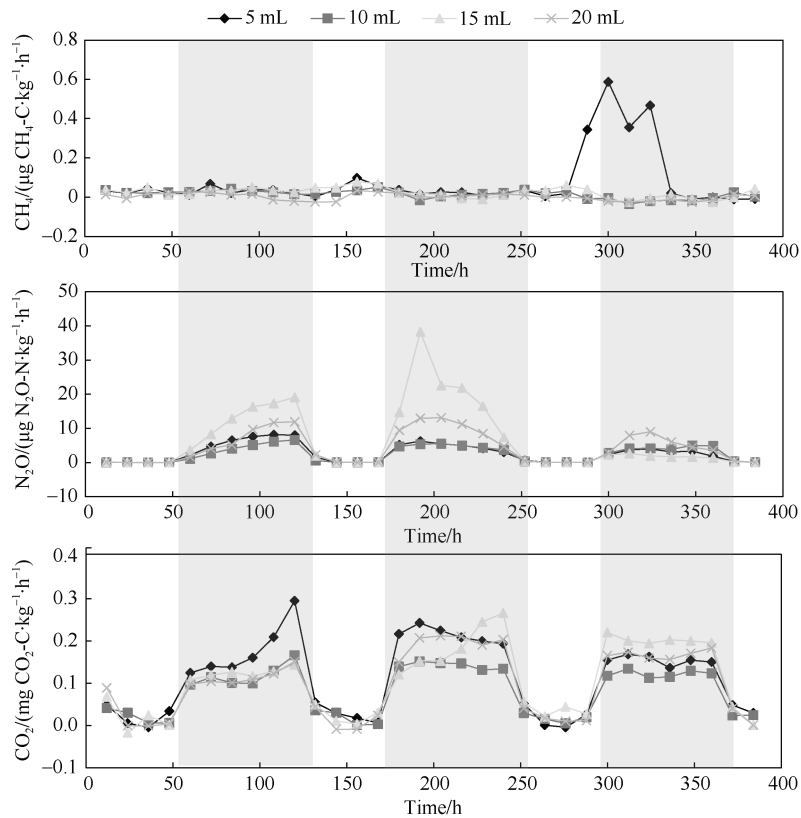 5 mL 10 mL 15 mL 20 mL
CH₄/(μg CH₄-C·kg⁻¹·h⁻¹)
0.8
0.6
0.4
0.2
0
−0.2
0 50 100 150 200 250 300 350 400
Time/h
N₂O/(μg N₂O-N·kg⁻¹·h⁻¹)
50
40
30
20
10
0
−10
0 50 100 150 200 250 300 350 400
Time/h
CO₂/(mg CO₂-C·kg⁻¹·h⁻¹)
0.4
0.3
0.2
0.1
0.0
−0.1
0 50 100 150 200 250 300 350 400
Time/h